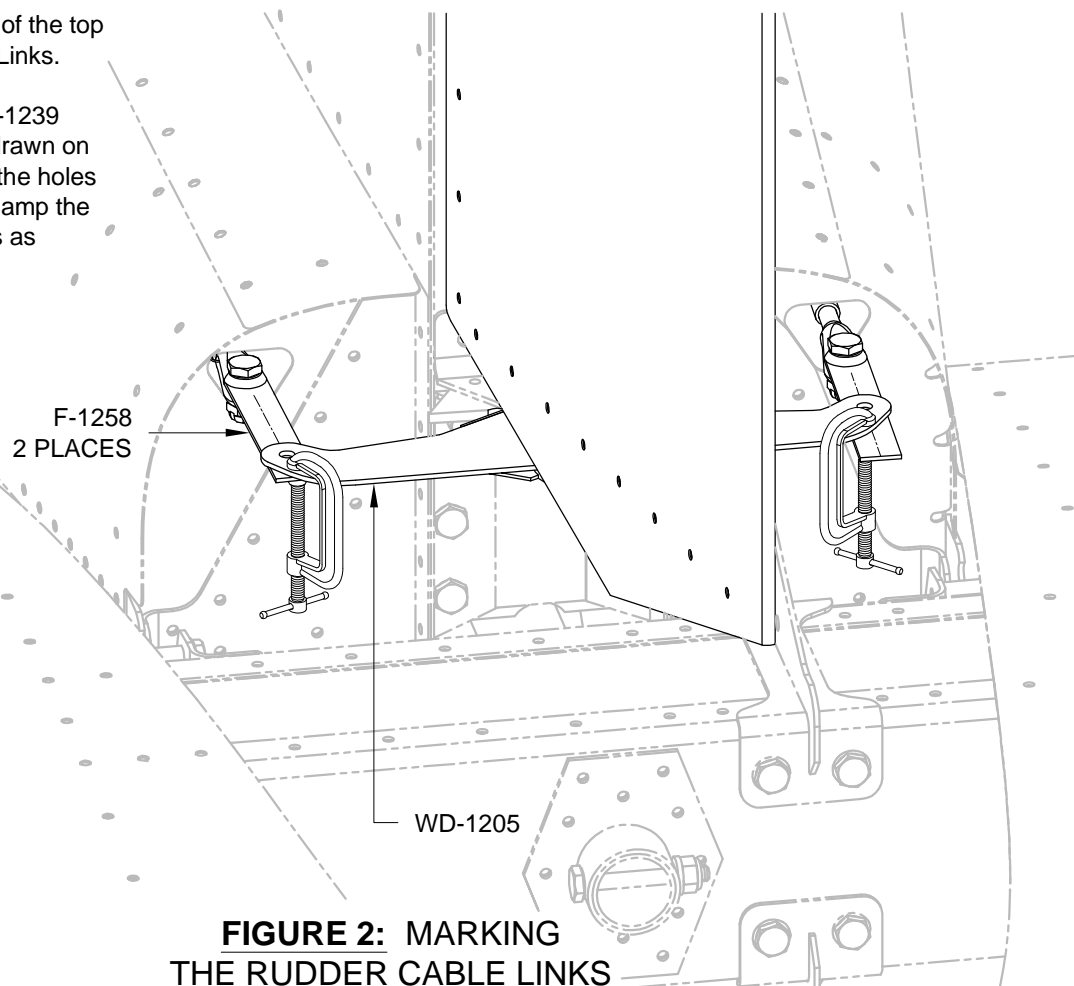 of the top
Links.
-1239
drawn on
the holes
amp the
s as
F-1258
2 PLACES
WD-1205
FIGURE 2: MARKING
THE RUDDER CABLE LINKS